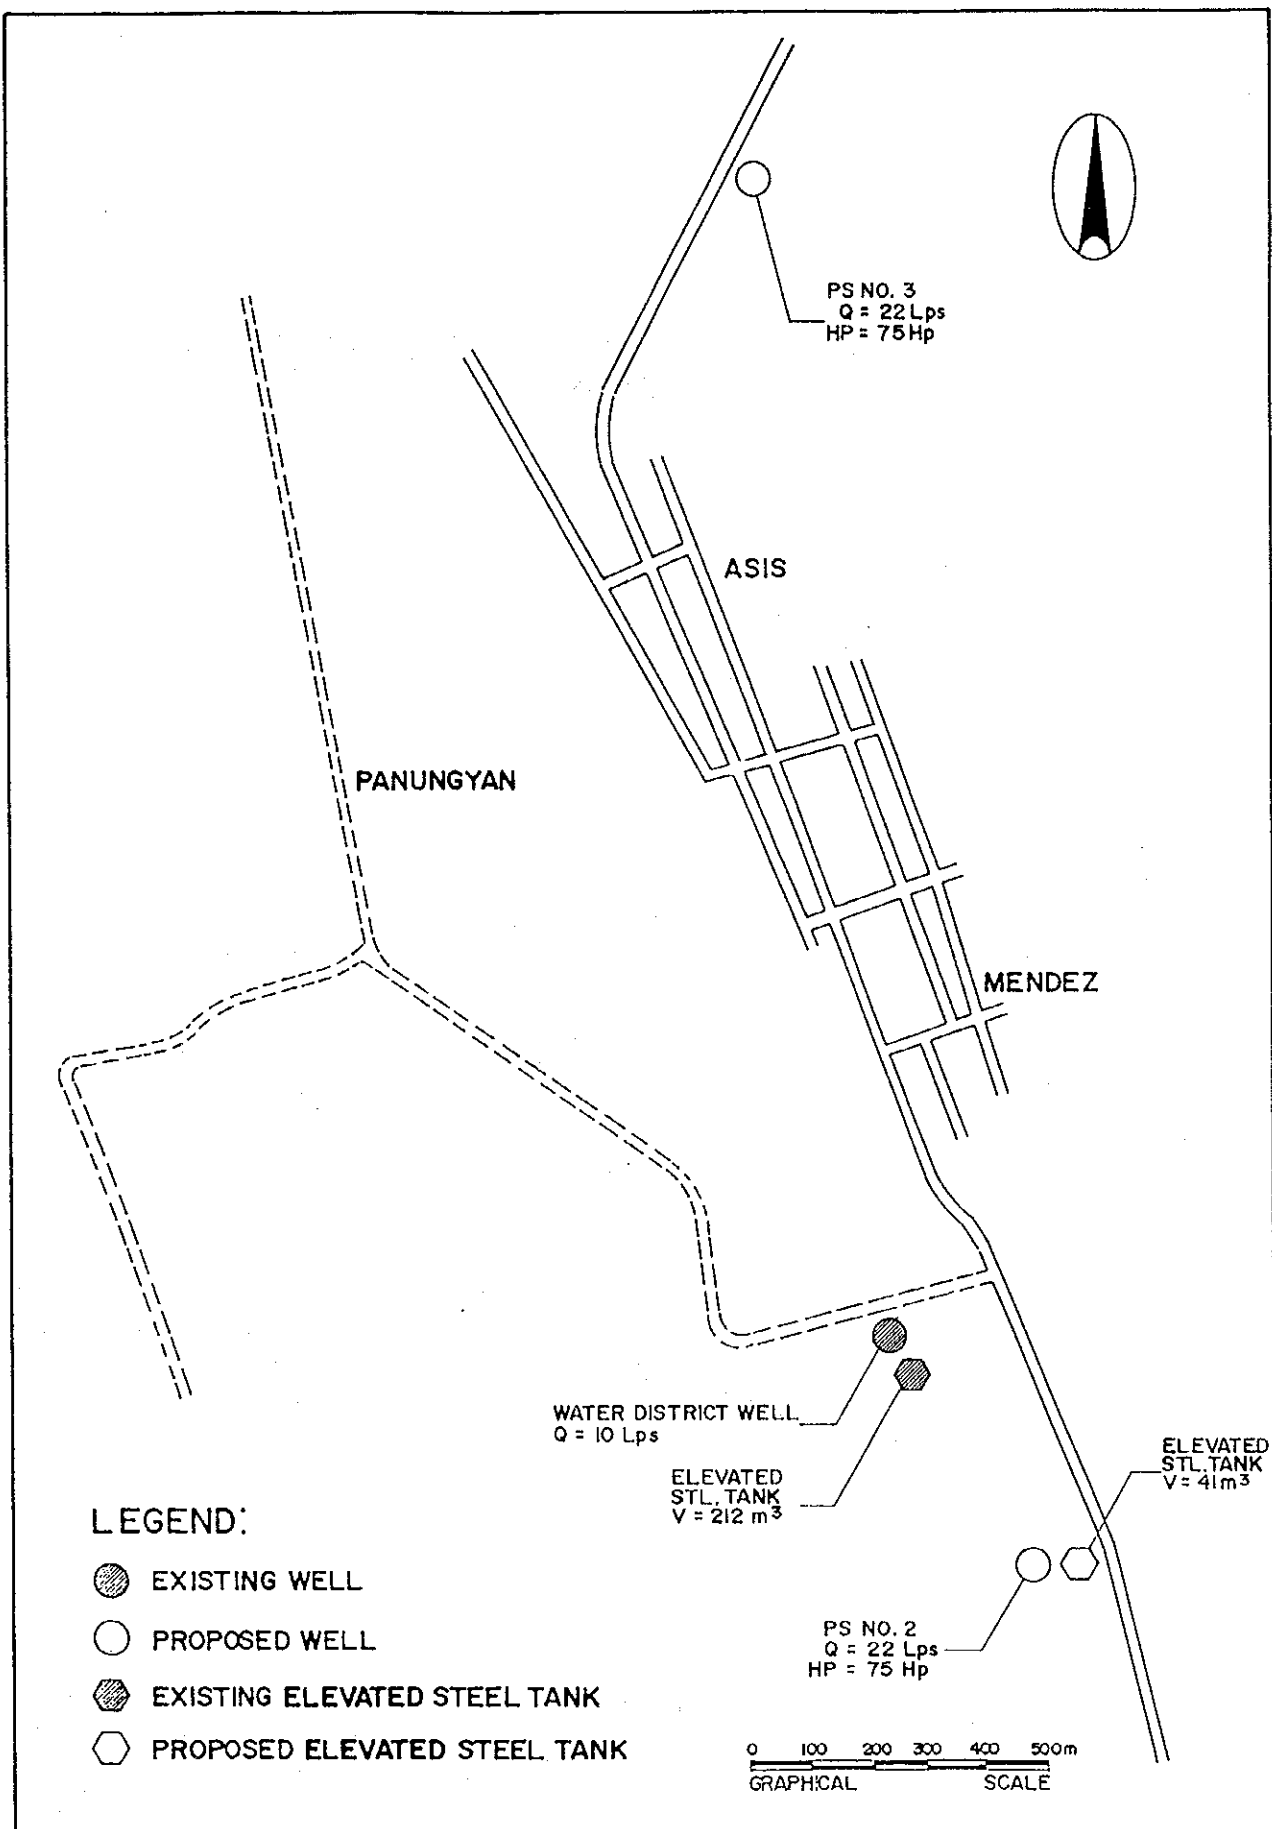 PS NO. 3
Q = 22 Lps
HP = 75 Hp
ASIS
PANUNGYAN
MENDEZ
WATER DISTRICT WELL
Q = 10 Lps
ELEVATED
STL. TANK
V = 212 m³
ELEVATED
STL. TANK
V = 41m³
PS NO. 2
Q = 22 Lps
HP = 75 Hp
LEGEND:
EXISTING WELL
PROPOSED WELL
EXISTING ELEVATED STEEL TANK
PROPOSED ELEVATED STEEL TANK
0 100 200 300 400 500m
GRAPHICAL SCALE